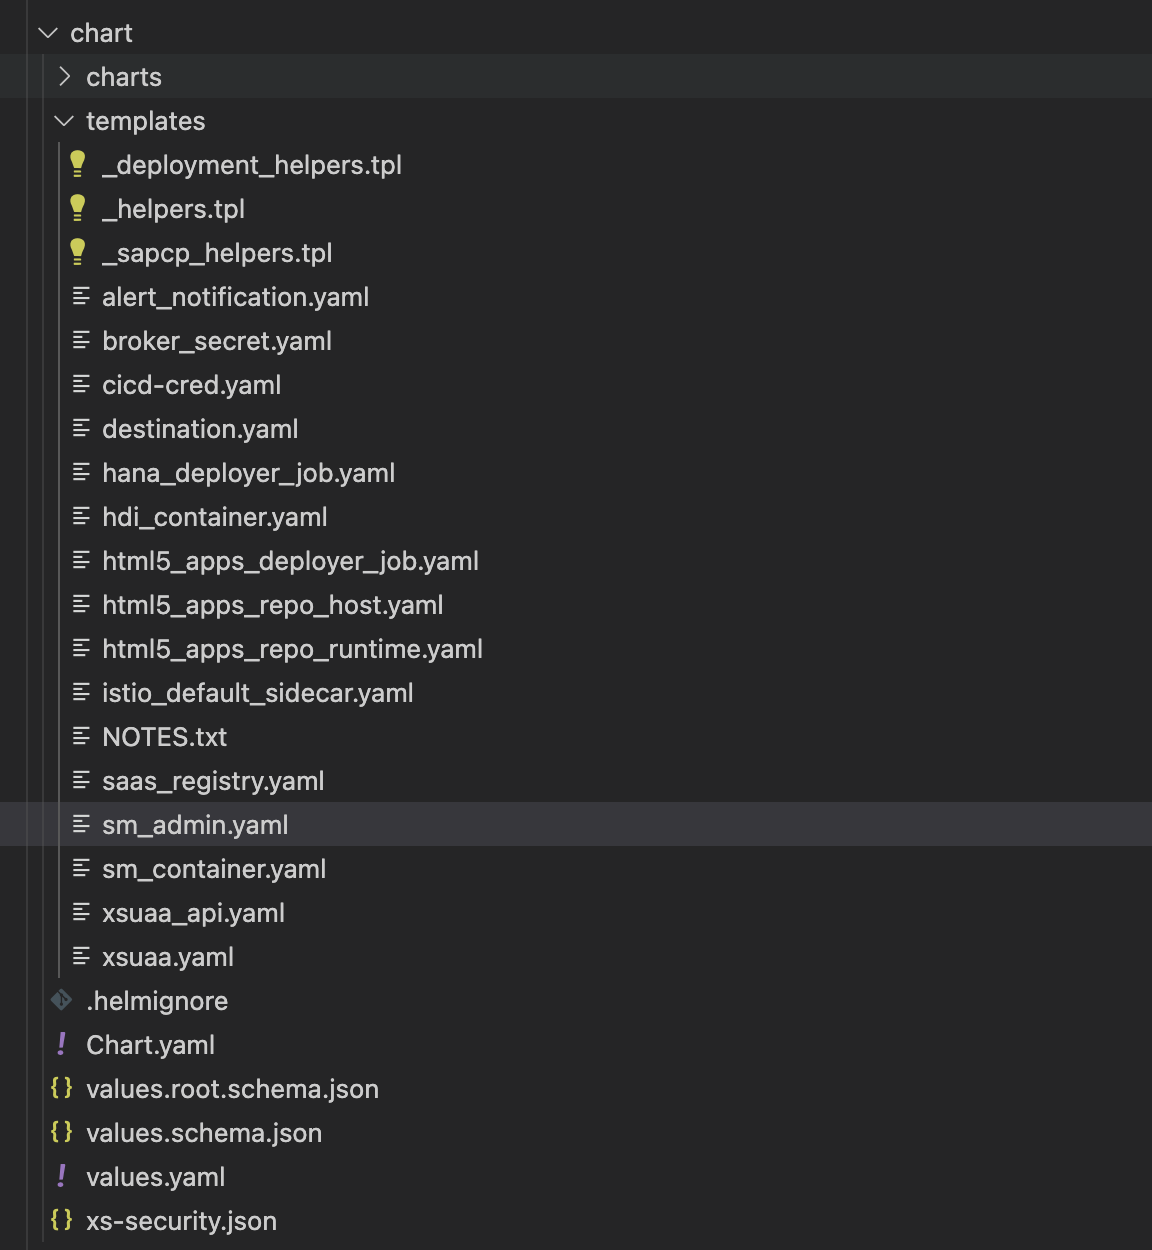 chart
charts
templates
_deployment_helpers.tpl
_helpers.tpl
_sapcp_helpers.tpl
alert_notification.yaml
broker_secret.yaml
cicd-cred.yaml
destination.yaml
hana_deployer_job.yaml
hdi_container.yaml
html5_apps_deployer_job.yaml
html5_apps_repo_host.yaml
html5_apps_repo_runtime.yaml
istio_default_sidecar.yaml
NOTES.txt
saas_registry.yaml
sm_admin.yaml
sm_container.yaml
xsuaa_api.yaml
xsuaa.yaml
.helmignore
Chart.yaml
values.root.schema.json
values.schema.json
values.yaml
xs-security.json